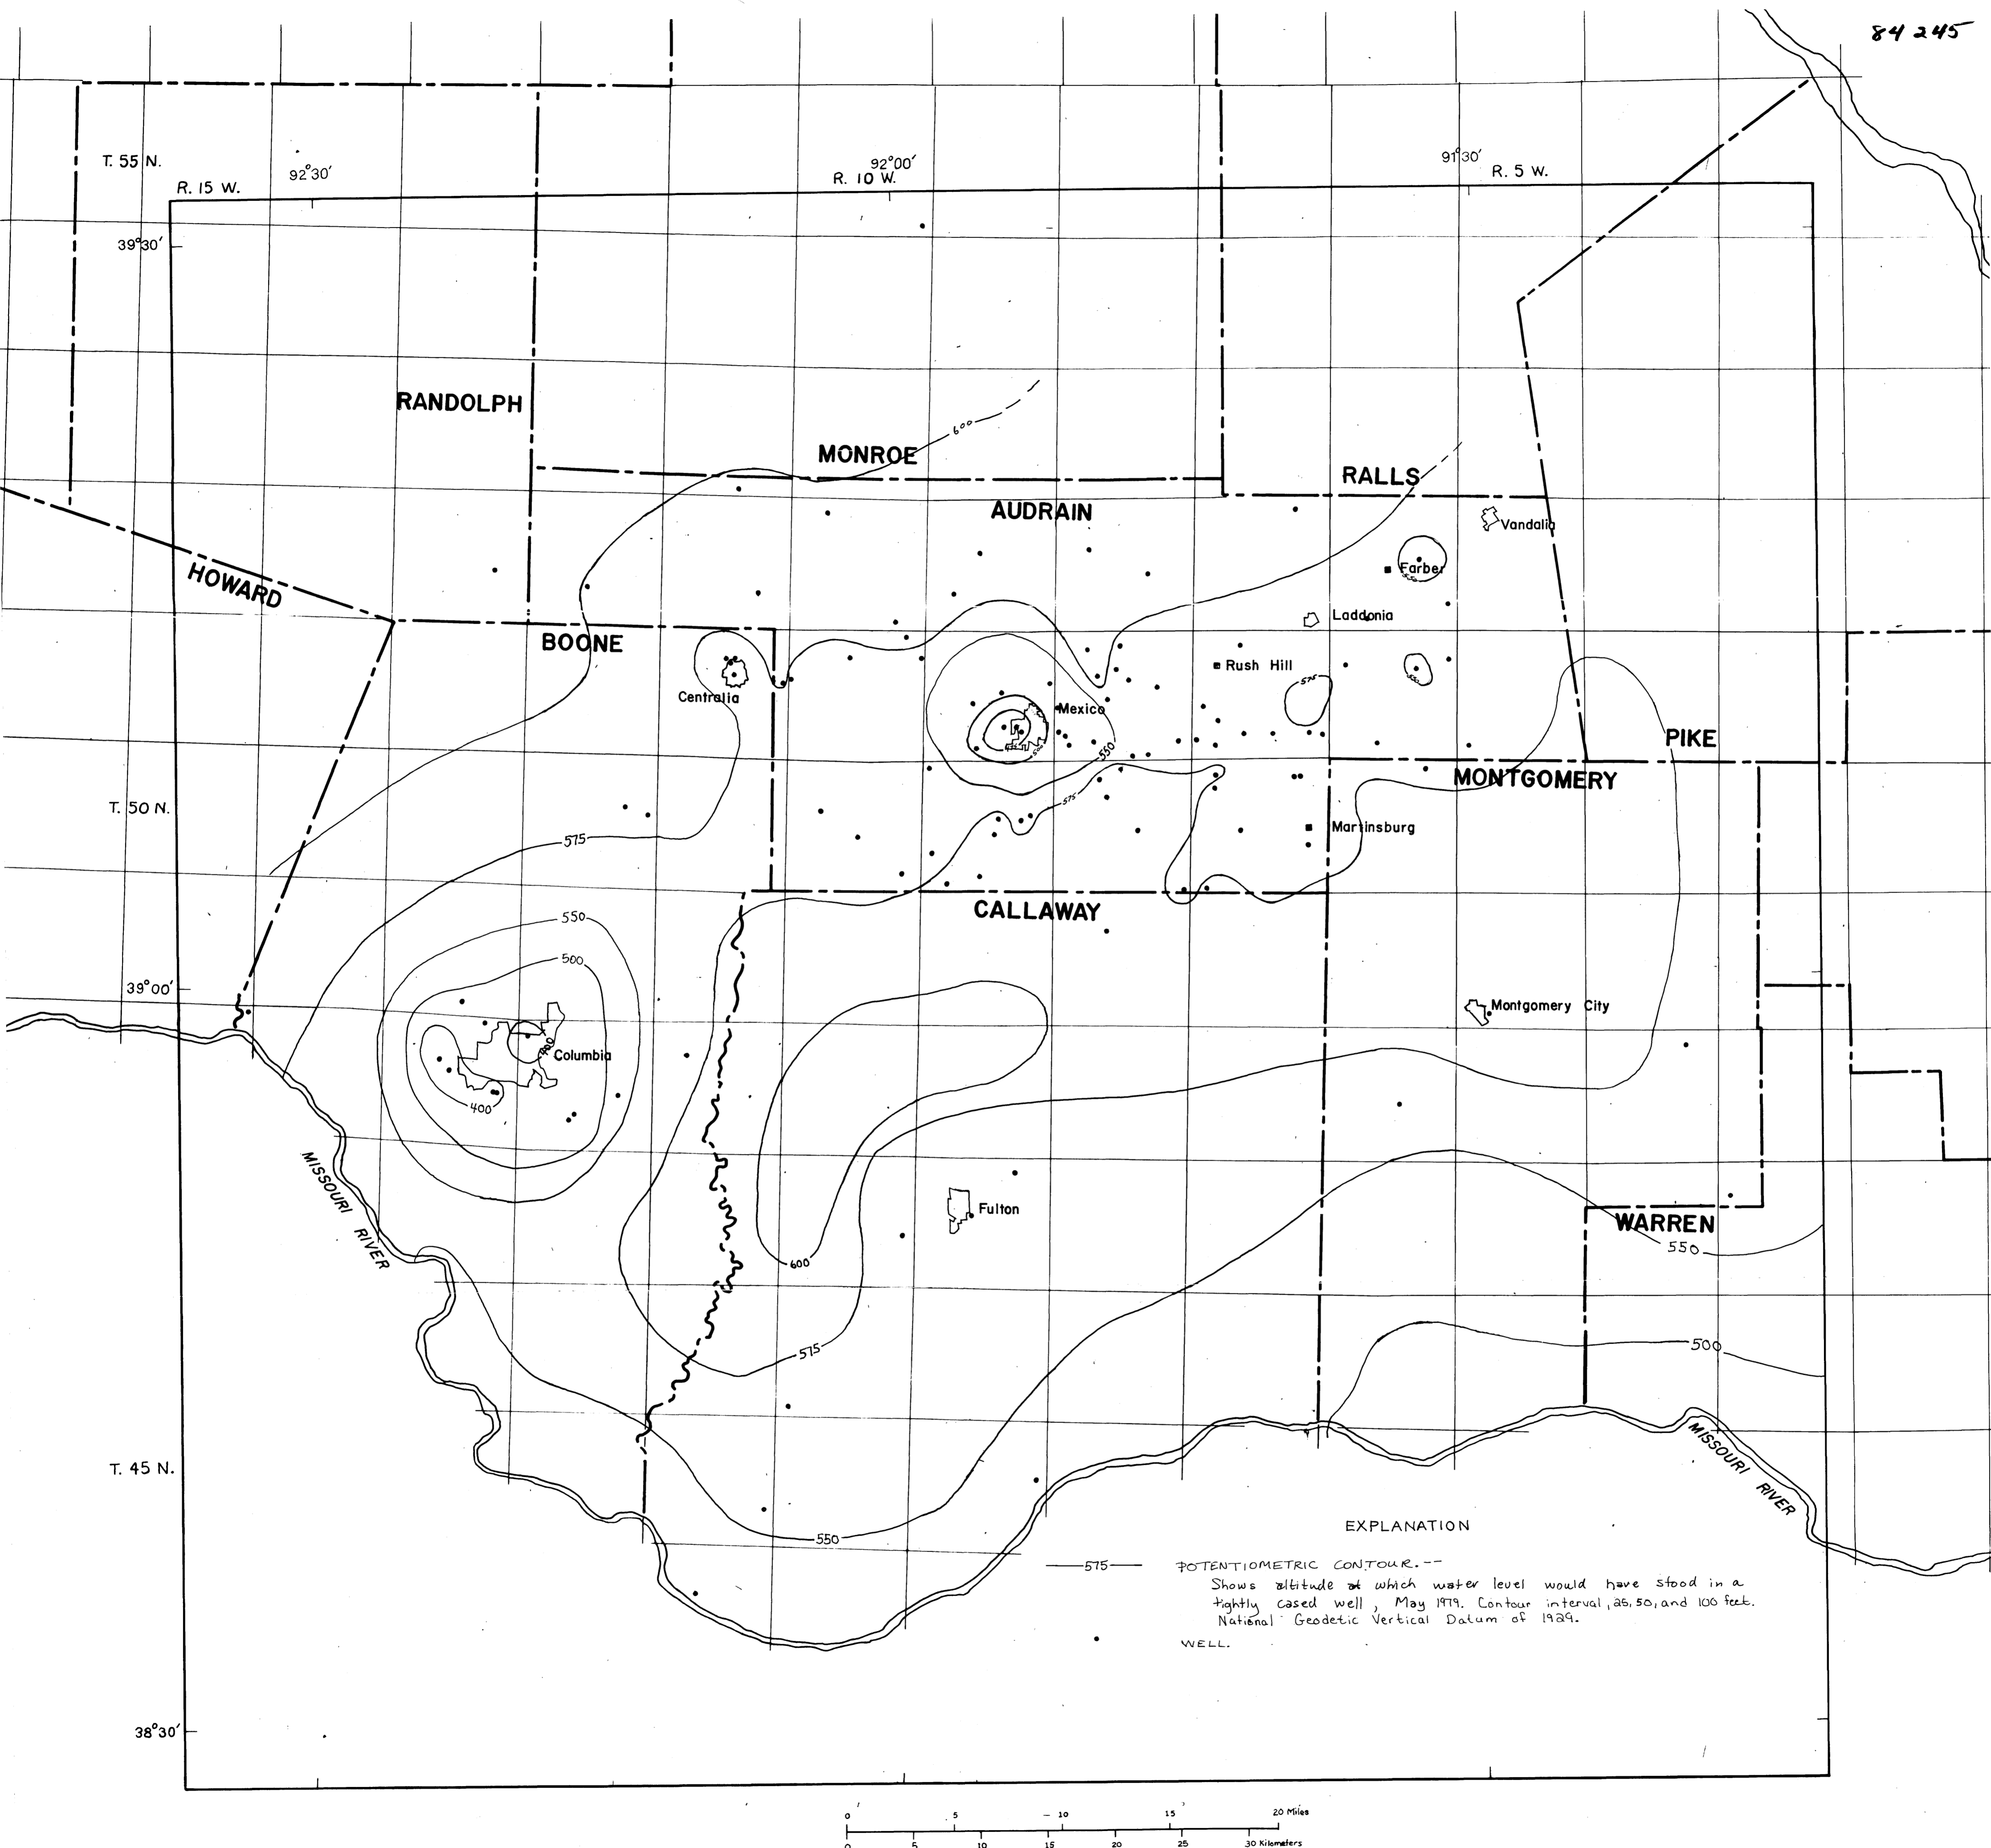 84 245
T. 55 N.
92°30'
92°00'
91°30'
R. 15 W.
R. 10 W.
R. 5 W.
39°30'
RANDOLPH
600
MONROE
RALLS
AUDRAIN
Vandalia
HOWARD
Farber
550
Laddonia
BOONE
Rush Hill
550
575
Centralia
Mexico
550
PIKE
MONTGOMERY
T. 50 N.
575
575
Martinsburg
CALLAWAY
550
500
39°00'
Montgomery City
400
Columbia
400
MISSOURI RIVER
Fulton
WARREN
550
600
575
500
T. 45 N.
MISSOURI RIVER
550
EXPLANATION
575
POTENTIOMETRIC CONTOUR.--
Shows altitude at which water level would have stood in a
tightly cased well, May 1979. Contour interval, 25, 50, and 100 feet.
National Geodetic Vertical Datum of 1929.
WELL.
38°30'
0 5 10 15 20 Miles
0 5 10 15 20 25 30 Kilometers